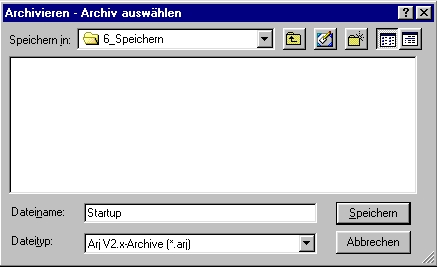 Archivieren - Archiv auswählen
Speichern in: 6_Speichern
Dateiname: Startup Speichern
Dateityp: Arj V2.x-Archive (*.arj) Abbrechen